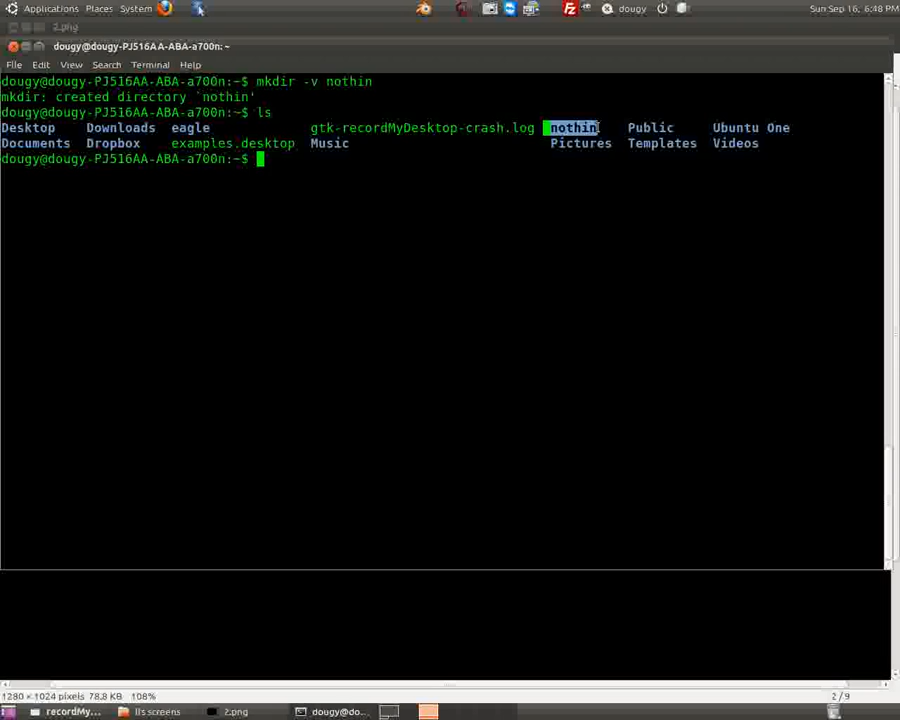 Applications Places System dougy Sun Sep 16, 6:48 PM
2.png
dougy@dougy-PJ516AA-ABA-a700n: ~
File Edit View Search Terminal Help
dougy@dougy-PJ516AA-ABA-a700n:~$ mkdir -v nothin
mkdir: created directory `nothin'
dougy@dougy-PJ516AA-ABA-a700n:~$ ls
Desktop Downloads eagle gtk-recordMyDesktop-crash.log nothin Public Ubuntu One
Documents Dropbox examples.desktop Music Pictures Templates Videos
dougy@dougy-PJ516AA-ABA-a700n:~$
1280 × 1024 pixels 78.8 KB 108% 2 / 9
recordMy... screens 2.png dougy@do...